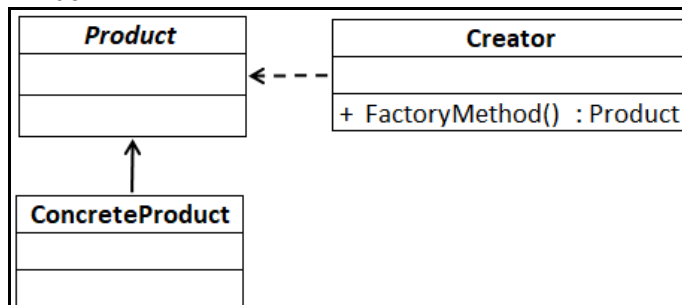 Product
Creator
+ FactoryMethod() : Product
ConcreteProduct